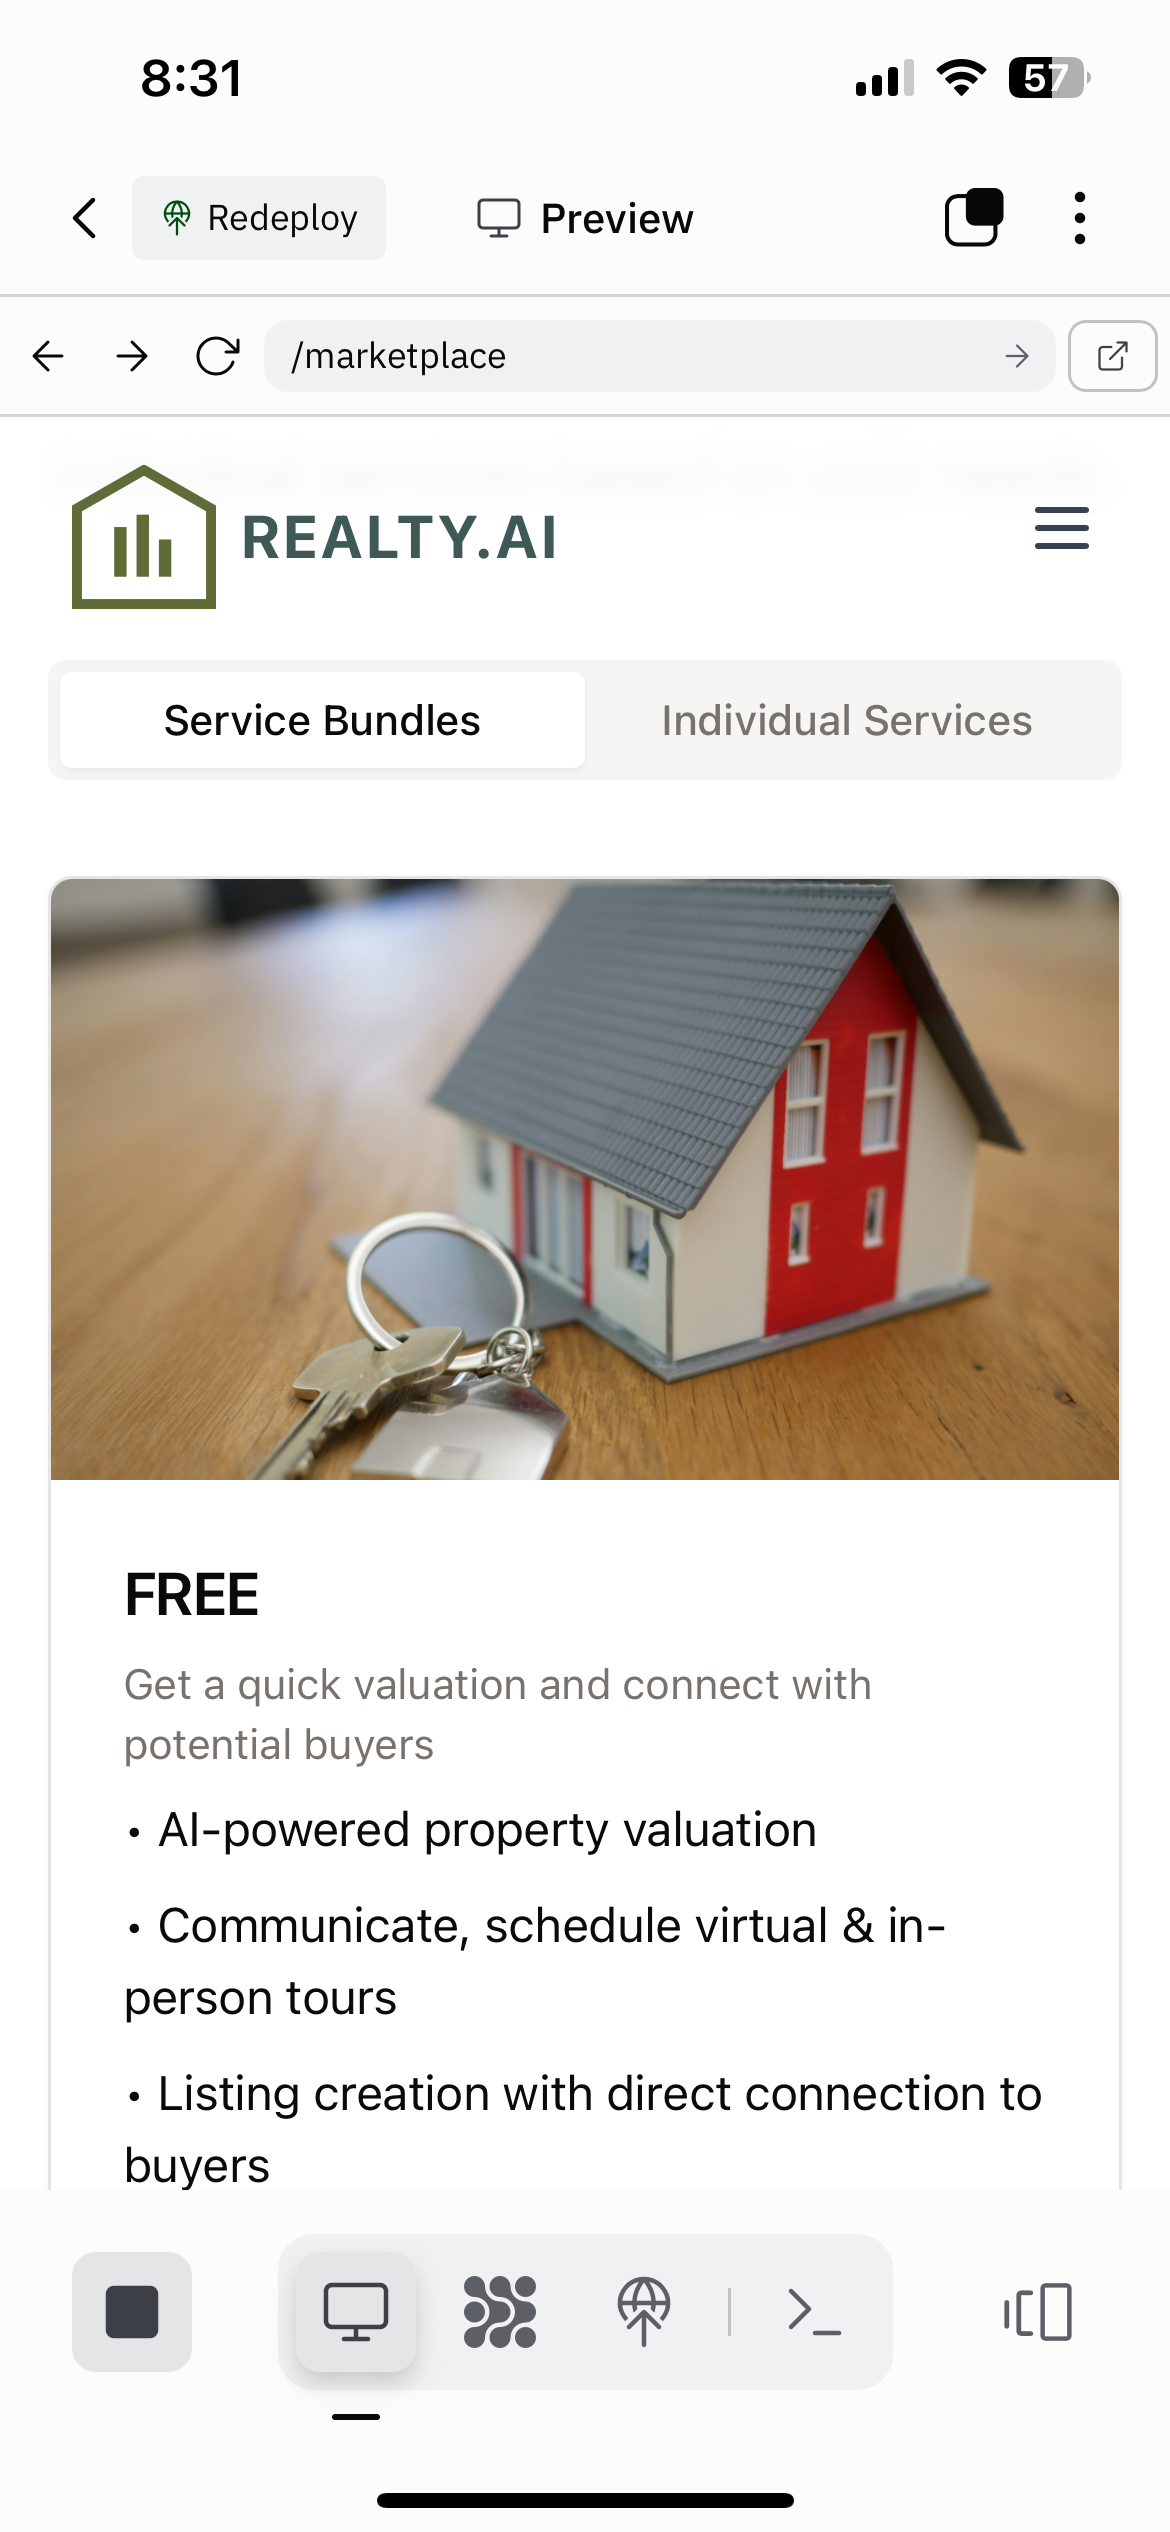 8:31
57
Redeploy
Preview
/marketplace
REALTY.AI
Service Bundles
Individual Services
FREE
Get a quick valuation and connect with
potential buyers
• AI-powered property valuation
• Communicate, schedule virtual & in-
person tours
• Listing creation with direct connection to
buyers